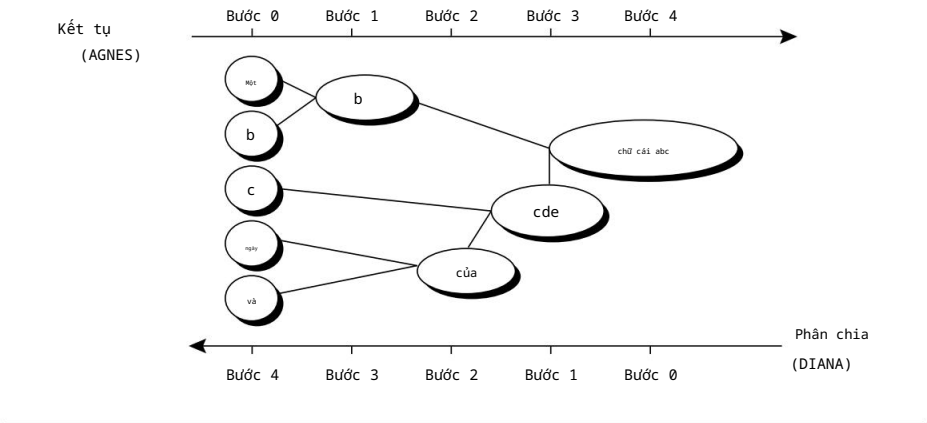 Bước 0 Bước 1 Bước 2 Bước 3 Bước 4
Kết tụ
(AGNES)
Một
b
b
chữ cái abc
c
cde
ngày
của
và
Phân chia
(DIANA)
Bước 4 Bước 3 Bước 2 Bước 1 Bước 0